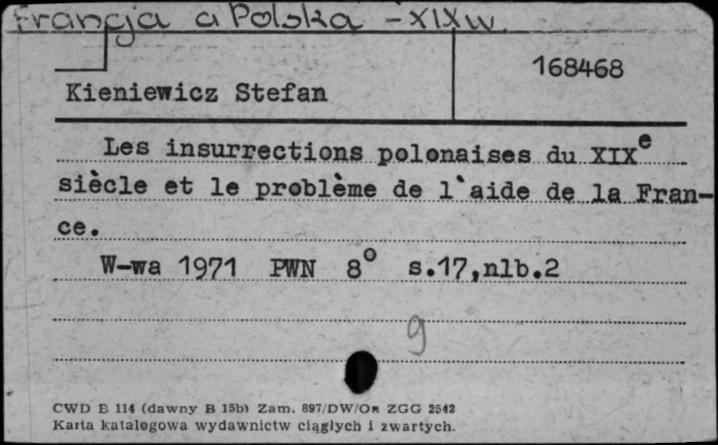 Francja a Polska - XIX w.
168468
Kieniewicz Stefan
Les insurrections polonaises du XIXe
siècle et le problème de l`aide de la Fran-
ce.
W-wa 1971 PWN 8° s.17,nlb.2
9
CWD E 114 (dawny B 15b) Zam. 897/DW/Om ZGG 2542
Karta katalogowa wydawnictw ciągłych i zwartych.